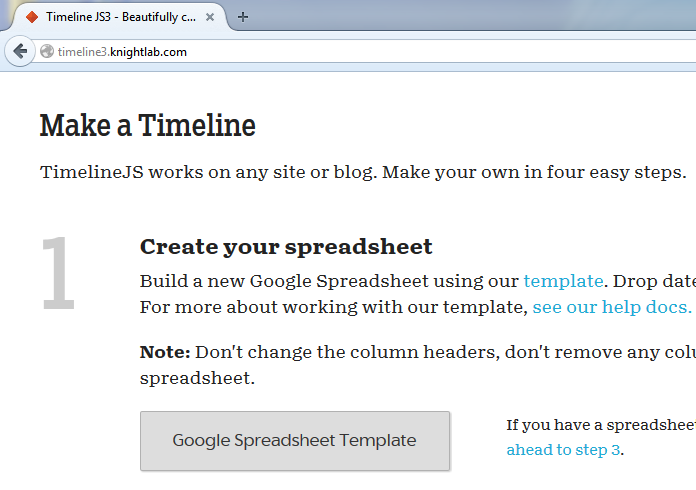 Timeline JS3 - Beautifully c...
timeline3.knightlab.com
Make a Timeline
TimelineJS works on any site or blog. Make your own in four easy steps.
1
Create your spreadsheet
Build a new Google Spreadsheet using our template. Drop date
For more about working with our template, see our help docs.
Note: Don't change the column headers, don't remove any colu
spreadsheet.
Google Spreadsheet Template
If you have a spreadsheet
ahead to step 3.